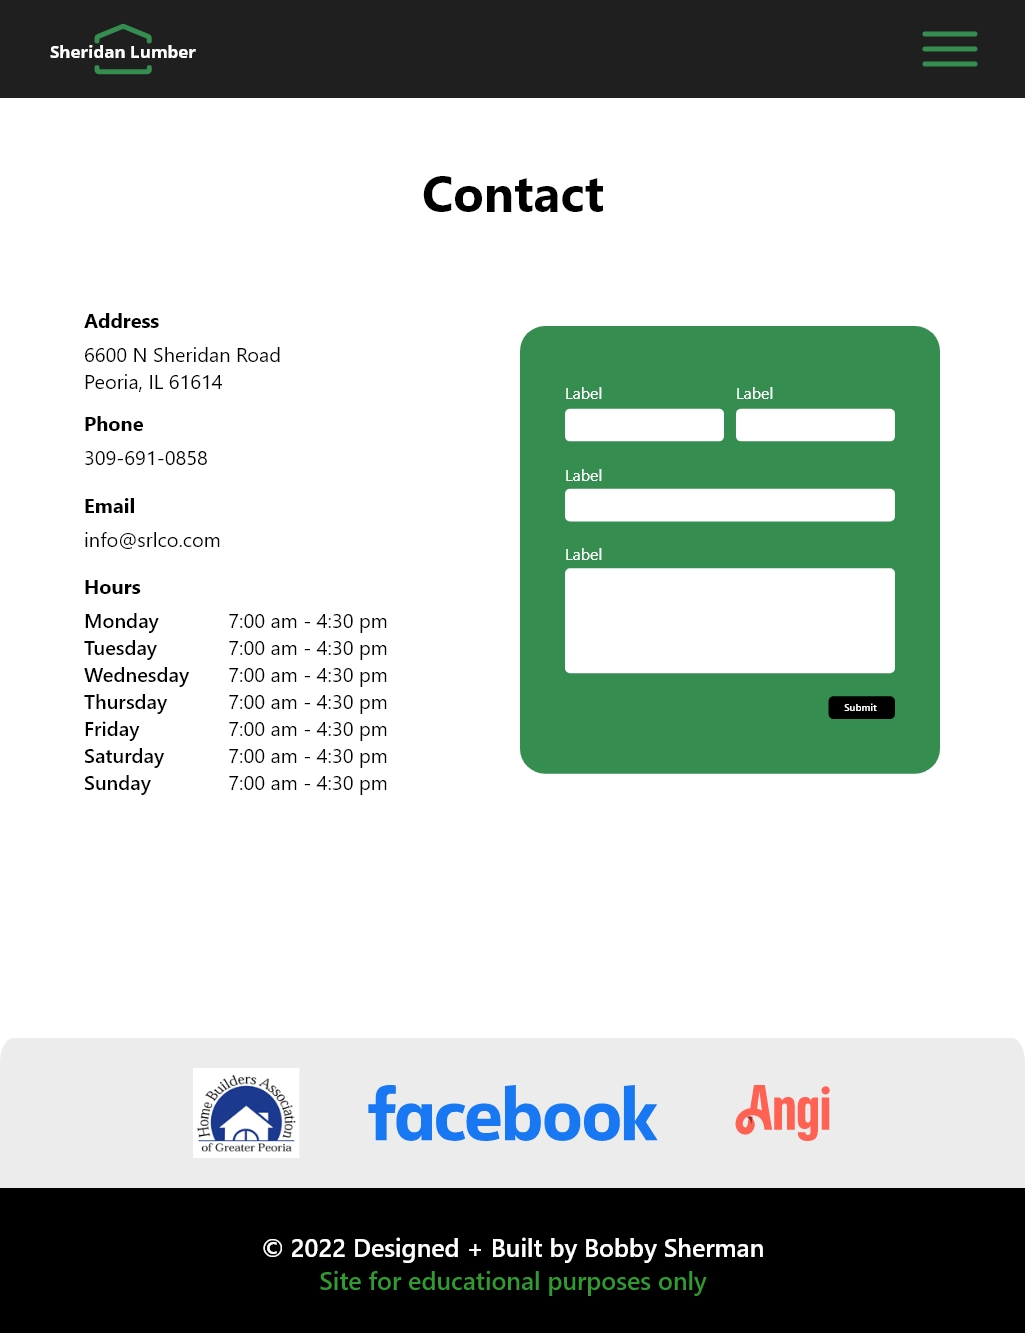 Sheridan Lumber
Contact
Address
6600 N Sheridan Road
Peoria, IL 61614
Phone
309-691-0858
Email
info@srlco.com
Hours
Monday 7:00 am - 4:30 pm
Tuesday 7:00 am - 4:30 pm
Wednesday 7:00 am - 4:30 pm
Thursday 7:00 am - 4:30 pm
Friday 7:00 am - 4:30 pm
Saturday 7:00 am - 4:30 pm
Sunday 7:00 am - 4:30 pm
Label Label
Label
Label
Submit
Home Builders Association
of Greater Peoria
facebook
Angi
© 2022 Designed + Built by Bobby Sherman
Site for educational purposes only